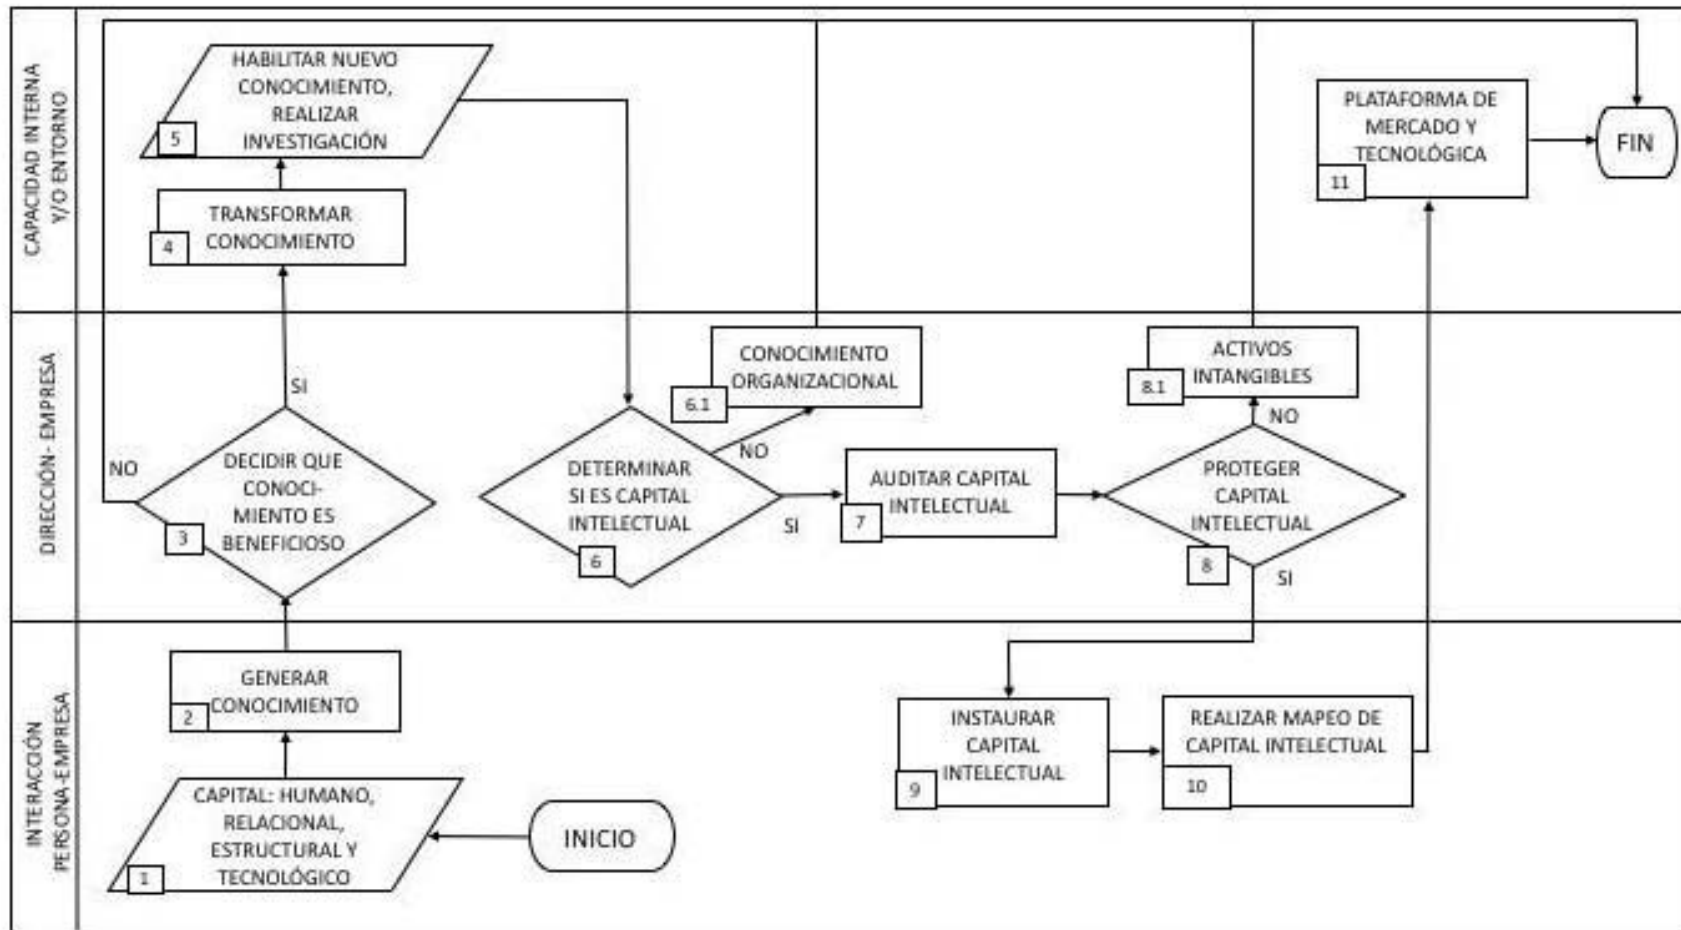 CAPACIDAD INTERNA
Y/O ENTORNO
HABILITAR NUEVO
CONOCIMIENTO,
REALIZAR
INVESTIGACIÓN
5
TRANSFORMAR
CONOCIMIENTO
4
PLATAFORMA DE
MERCADO Y
TECNOLÓGICA
11
FIN
DIRECCIÓN- EMPRESA
SI
NO
DECIDIR QUE
CONOCI-
MIENTO ES
BENEFICIOSO
3
CONOCIMIENTO
ORGANIZACIONAL
6.1
NO
DETERMINAR
SI ES CAPITAL
INTELECTUAL
6
SI
AUDITAR CAPITAL
INTELECTUAL
7
ACTIVOS
INTANGIBLES
8.1
NO
PROTEGER
CAPITAL
INTELECTUAL
8
SI
INTERACCIÓN
PERSONA-EMPRESA
GENERAR
CONOCIMIENTO
2
CAPITAL: HUMANO,
RELACIONAL,
ESTRUCTURAL Y
TECNOLÓGICO
1
INICIO
INSTAURAR
CAPITAL
INTELECTUAL
9
REALIZAR MAPEO DE
CAPITAL INTELECTUAL
10